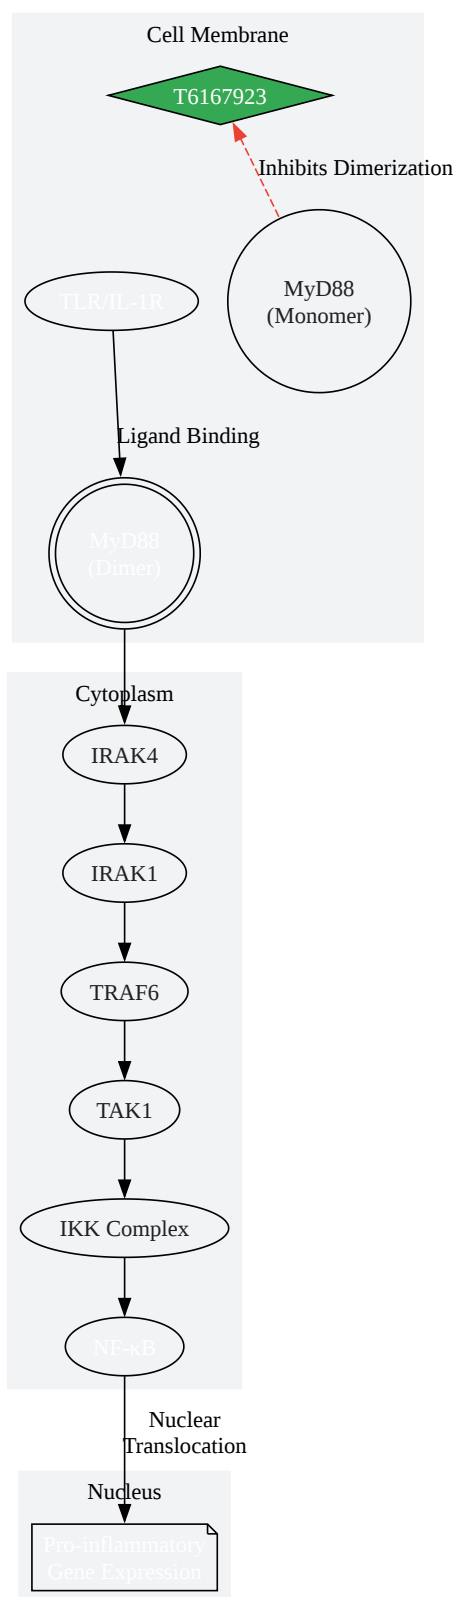 Cell Membrane
T6167923
Inhibits Dimerization
MyD88
(Monomer)
TLR/IL-1R
Ligand Binding
MyD88
(Dimer)
Cytoplasm
IRAK4
IRAK1
TRAF6
TAK1
IKK Complex
NF-κB
Nuclear
Translocation
Nucleus
Pro-inflammatory
Gene Expression